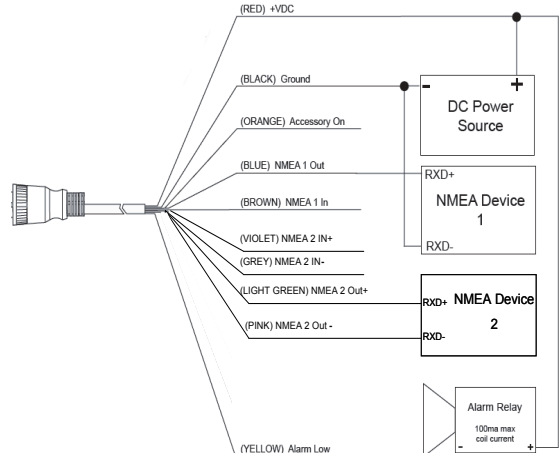 (RED) +VDC
(BLACK) Ground
- +
DC Power
Source
(ORANGE) Accessory On
(BLUE) NMEA 1 Out
RXD+
NMEA Device
1
(BROWN) NMEA 1 In
RXD-
(VIOLET) NMEA 2 IN+
(GREY) NMEA 2 IN-
(LIGHT GREEN) NMEA 2 Out+
RXD+ NMEA Device
2
(PINK) NMEA 2 Out -
RXD-
Alarm Relay
100ma max
coil current
- +
(YELLOW) Alarm Low